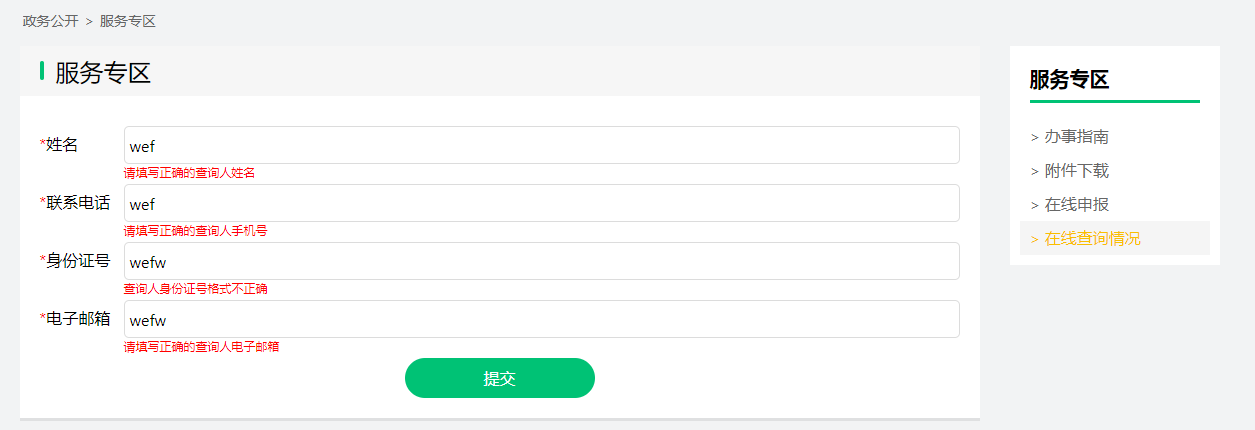 政务公开 > 服务专区
服务专区
*姓名 wef
请填写正确的查询人姓名
*联系电话 wef
请填写正确的查询人手机号
*身份证号 wefw
查询人身份证号格式不正确
*电子邮箱 wefw
请填写正确的查询人电子邮箱
提交
服务专区
> 办事指南
> 附件下载
> 在线申报
> 在线查询情况